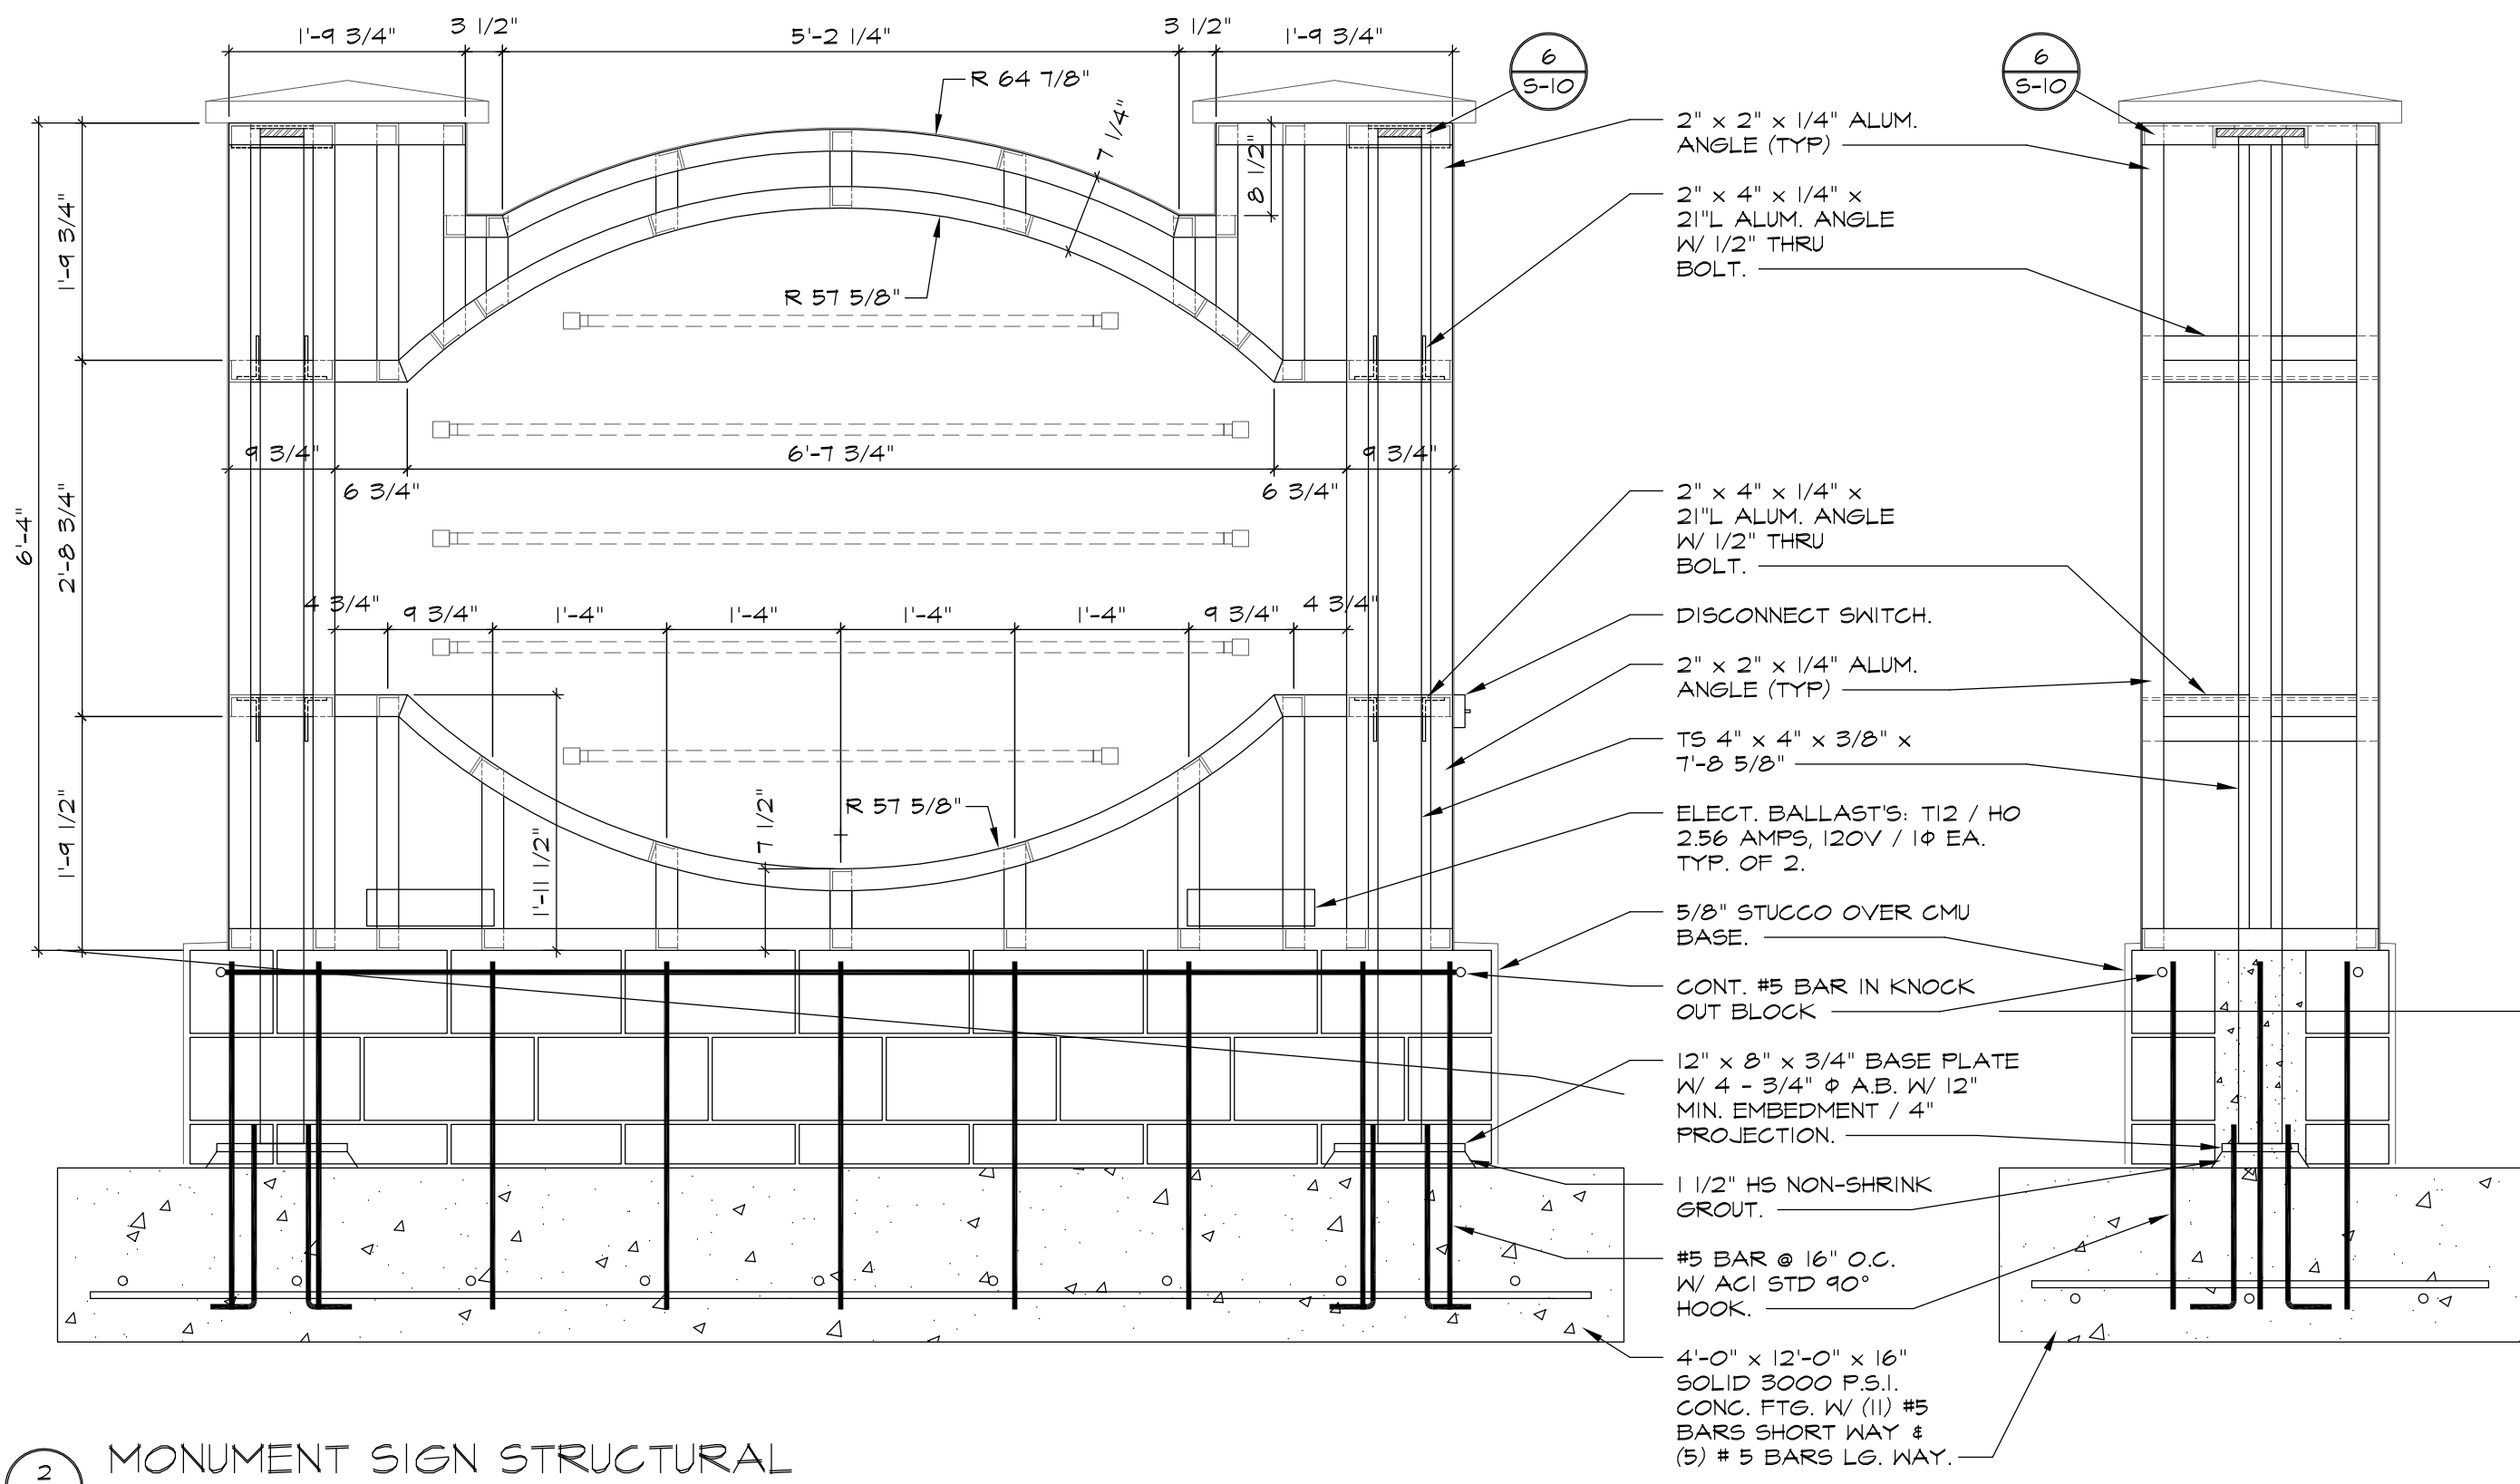 1'-9 3/4"
3 1/2"
5'-2 1/4"
3 1/2"
1'-9 3/4"
R 64 7/8"
7 1/4"
8 1/2"
R 57 5/8"
6
S-10
6
S-10
1'-9 3/4"
2'-8 3/4"
6'-4"
1'-9 1/2"
9 3/4"
6'-7 3/4"
9 3/4"
6 3/4"
6 3/4"
4 3/4"
9 3/4"
1'-4"
1'-4"
1'-4"
1'-4"
9 3/4"
4 3/4"
1'-11 1/2"
7 1/2"
R 57 5/8"
2" x 2" x 1/4" ALUM.
ANGLE (TYP)
2" x 4" x 1/4" x
21"L ALUM. ANGLE
W/ 1/2" THRU
BOLT.
2" x 4" x 1/4" x
21"L ALUM. ANGLE
W/ 1/2" THRU
BOLT.
DISCONNECT SWITCH.
2" x 2" x 1/4" ALUM.
ANGLE (TYP)
TS 4" x 4" x 3/8" x
7'-8 5/8"
ELECT. BALLAST'S: T12 / HO
2.56 AMPS, 120V / 1Φ EA.
TYP. OF 2.
5/8" STUCCO OVER CMU
BASE.
CONT. #5 BAR IN KNOCK
OUT BLOCK
12" x 8" x 3/4" BASE PLATE
W/ 4 - 3/4" Φ A.B. W/ 12"
MIN. EMBEDMENT / 4"
PROJECTION.
1 1/2" HS NON-SHRINK
GROUT.
#5 BAR @ 16" O.C.
W/ ACI STD 90°
HOOK.
4'-0" x 12'-0" x 16"
SOLID 3000 P.S.I.
CONC. FTG. W/ (11) #5
BARS SHORT WAY &
(5) # 5 BARS LG. WAY.
2
MONUMENT SIGN STRUCTURAL